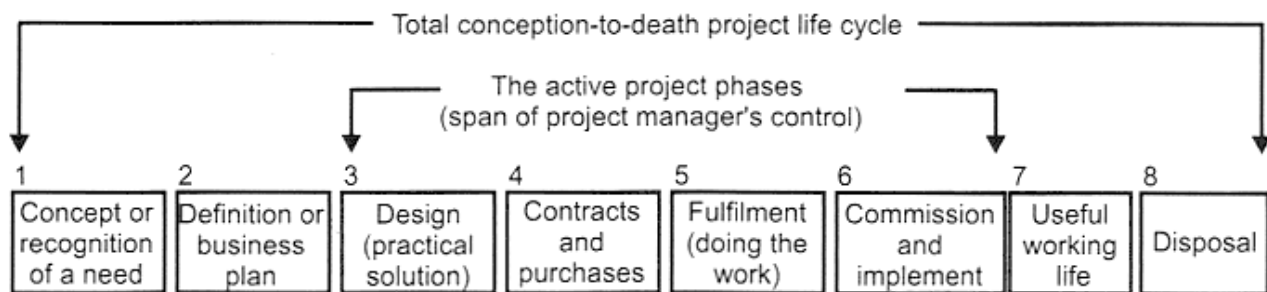 Total conception-to-death project life cycle
The active project phases
(span of project manager's control)
1 2 3 4 5 6 7 8
Concept or
recognition
of a need
Definition or
business
plan
Design
(practical
solution)
Contracts
and
purchases
Fulfilment
(doing the
work)
Commission
and
implement
Useful
working
life
Disposal